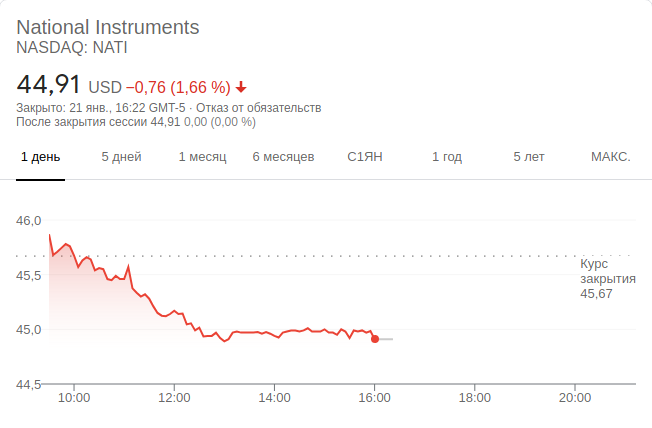 National Instruments
NASDAQ: NATI
44,91 USD −0,76 (1,66 %)
Закрыто: 21 янв., 16:22 GMT-5 · Отказ от обязательств
После закрытия сессии 44,91 0,00 (0,00 %)
1 день 5 дней 1 месяц 6 месяцев С1ЯН 1 год 5 лет МАКС.
46,0
45,5
45,0
44,5
Курс
закрытия
45,67
10:00 12:00 14:00 16:00 18:00 20:00